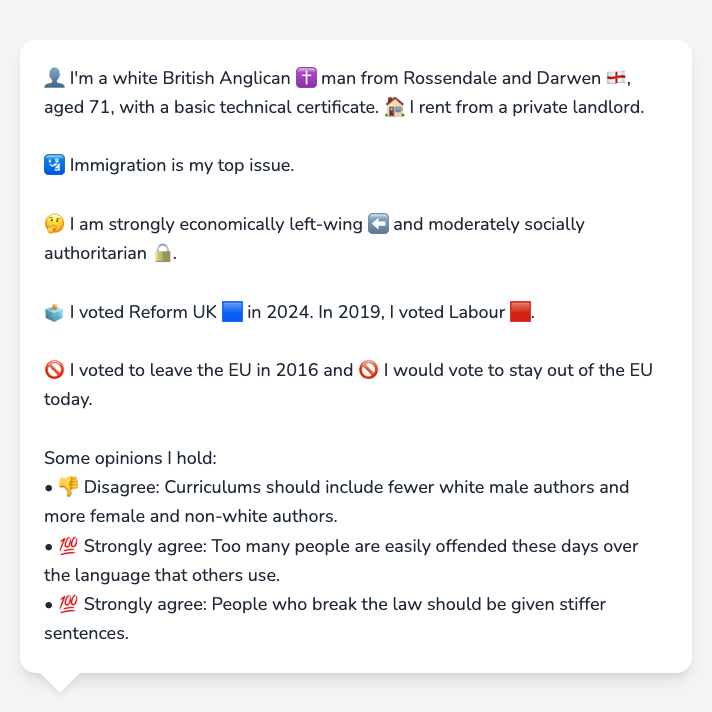 👤 I'm a white British Anglican ✝️ man from Rossendale and Darwen 🏴󠁧󠁢󠁥󠁮󠁧󠁿,
aged 71, with a basic technical certificate. 🏠 I rent from a private landlord.
🛂 Immigration is my top issue.
🤔 I am strongly economically left-wing ⬅️ and moderately socially
authoritarian 🔒.
🗳️ I voted Reform UK 🟦 in 2024. In 2019, I voted Labour 🟥.
🚫 I voted to leave the EU in 2016 and 🚫 I would vote to stay out of the EU
today.
Some opinions I hold:
• 👎 Disagree: Curriculums should include fewer white male authors and
more female and non-white authors.
• 💯 Strongly agree: Too many people are easily offended these days over
the language that others use.
• 💯 Strongly agree: People who break the law should be given stiffer
sentences.